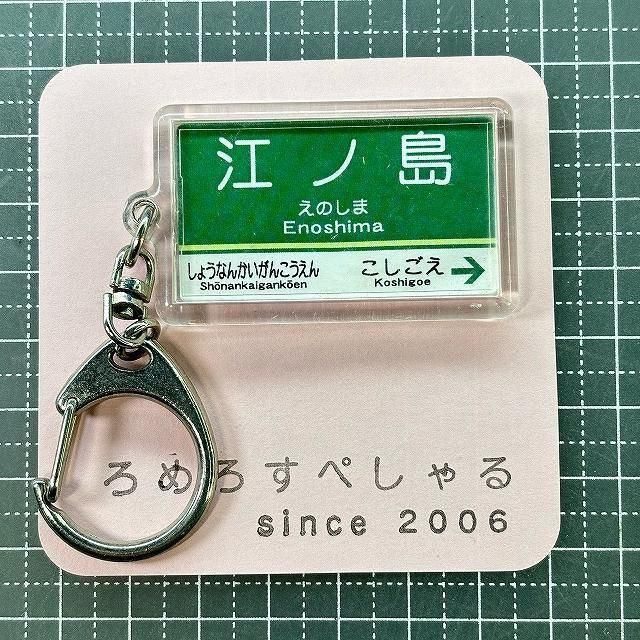 江ノ島
えのしま
Enoshima
しょうなんかいがんこうえん こしごえ
Shōnankaigankōen Koshigoe
ろめろすぺしゃる
since 2006